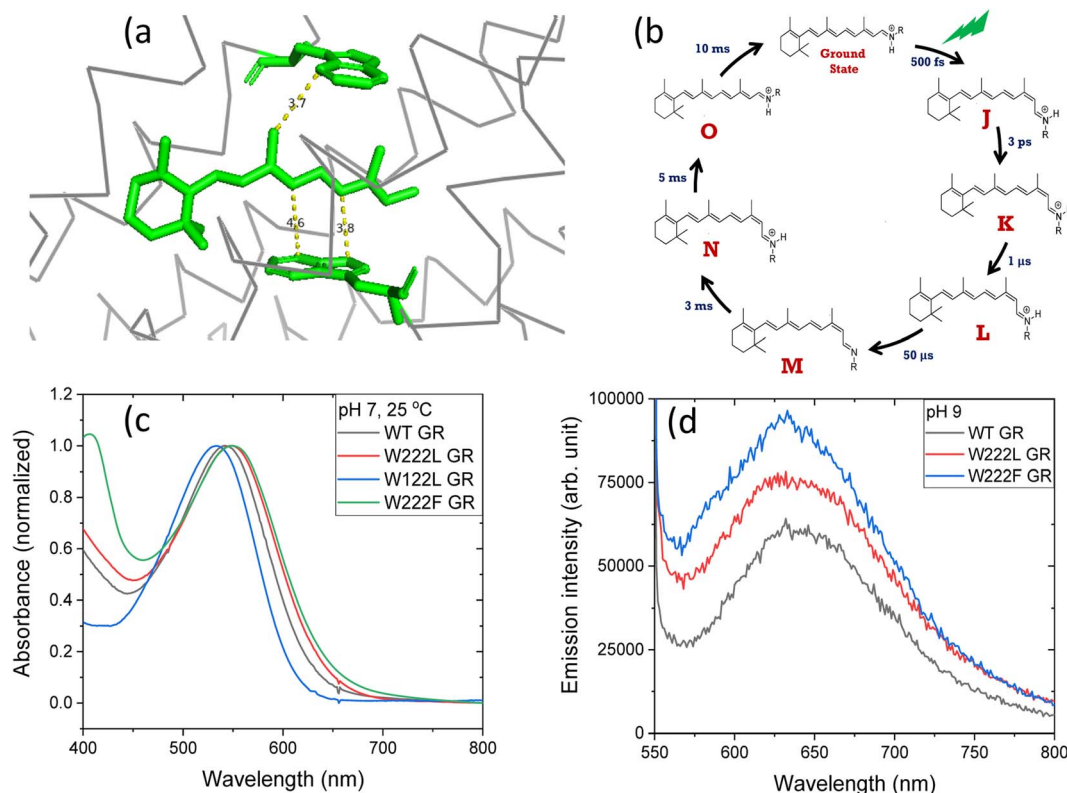 (a
3.7
4.6
3.8
(b)
Ground
State
500 fs
J
3 ps
K
1 µs
L
50 µs
M
3 ms
N
5 ms
O
10 ms
N
H
R
⊕
(c)
pH 7, 25 °C
WT GR
W222L GR
W122L GR
W222F GR
Absorbance (normalized)
1.2
1.0
0.8
0.6
0.4
0.2
0.0
400 500 600 700 800
Wavelength (nm)
(d)
pH 9
WT GR
W222L GR
W222F GR
Emission intensity (arb. unit)
100000
75000
50000
25000
0
550 600 650 700 750 800
Wavelength (nm)